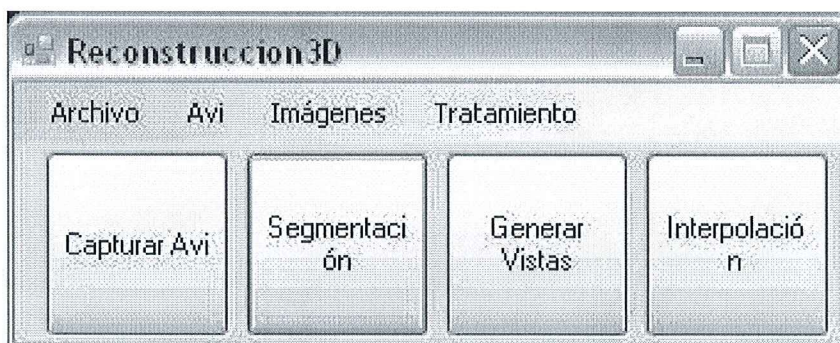 Reconstruccion3D
Archivo Avi Imágenes Tratamiento
Capturar Avi
Segmentaci
ón
Generar
Vistas
Interpolació
n